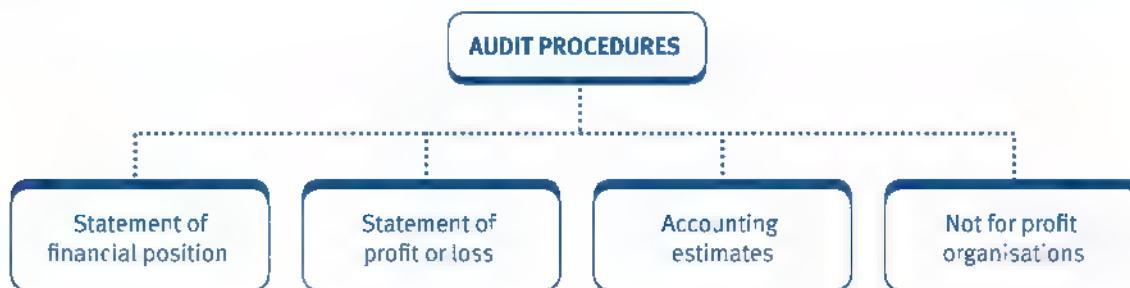 AUDIT PROCEDURES
Statement of
financial position
Statement of
profit or loss
Accounting
estimates
Not for profit
organisations